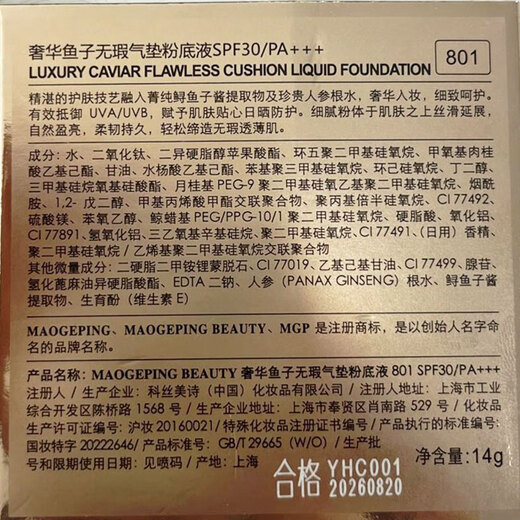 奢华鱼子无瑕气垫粉底液SPF30/PA+++
LUXURY CAVIAR FLAWLESS CUSHION LIQUID FOUNDATION
801
精湛的护肤技艺融入菁纯鲟鱼子酱提取物及珍贵人参根水，奢华入妆，细致呵护。
有效抵御 UVA/UVB，赋予肌肤贴心日晒防护。细腻粉体于肌肤之上丝滑延展，
自然盈亮，柔韧持久，轻松缔造无瑕透薄肌。
成分：水、二氧化钛、二异硬脂醇苹果酸酯、环五聚二甲基硅氧烷、甲氧基肉桂
酸乙基己酯、甘油、水杨酸乙基己酯、苯基聚三甲基硅氧烷、环己硅氧烷、丁二醇、
三甲基硅烷氧基硅酸酯、月桂基 PEG-9 聚二甲基硅氧乙基聚二甲基硅氧烷、烟酰
胺、1,2- 戊二醇、甲基丙烯酸甲酯交联聚合物、聚丙基倍半硅氧烷、CI 77492、
硫酸镁、苯氧乙醇、鲸蜡基 PEG/PPG-10/1 聚二甲基硅氧烷、硬脂酸、氧化铝、
CI 77891、氢氧化铝、三乙氧基辛基硅烷、聚二甲基硅氧烷、CI 77491、（日用）香精、
聚二甲基硅氧烷 / 乙烯基聚二甲基硅氧烷交联聚合物
其他微量成分：二硬脂二甲铵锂蒙脱石、CI 77019、乙基己基甘油、CI 77499、腺苷、
氢化蓖麻油异硬脂酸酯、EDTA 二钠、人参（PANAX GINSENG）根水、鲟鱼子酱
提取物、生育酚（维生素 E）
MAOGEPING、MAOGEPING BEAUTY、MGP 是注册商标，是以创始人名字命
名的品牌名称。
产品名称：MAOGEPING BEAUTY 奢华鱼子无瑕气垫粉底液 801 SPF30/PA+++
注册人 / 生产企业：科丝美诗（中国）化妆品有限公司 / 注册人地址：上海市工业
综合开发区陈桥路 1568 号 / 生产地址：上海市奉贤区肖南路 529 号 / 化妆品生产
许可证编号：沪妆 20160021 / 特殊化妆品注册证编号 / 产品执行的标准编号：
国妆特字 20222646 / 产品标准号：GB/T 29665（W/O）/ 生产批
号和限期使用日期：见喷码 / 产地：上海
合格 YHC001
20260820
净含量：14g